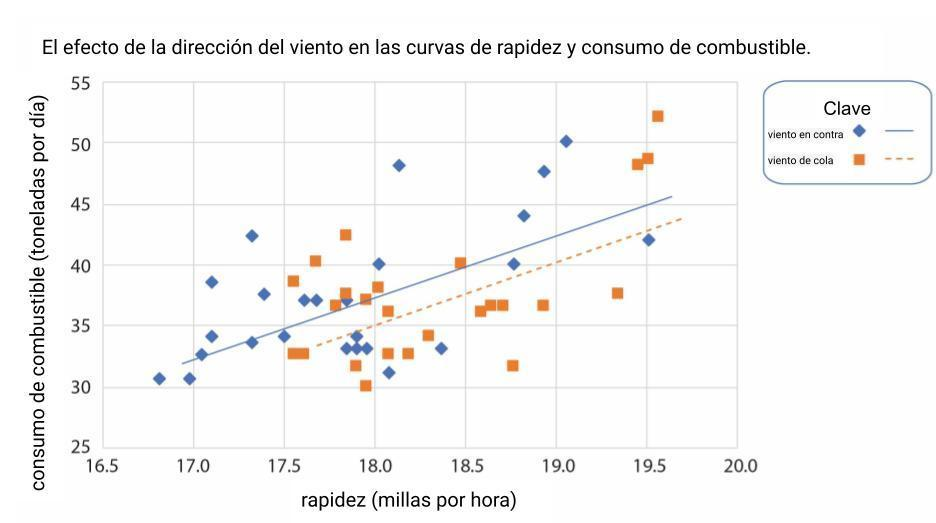 El efecto de la dirección del viento en las curvas de rapidez y consumo de combustible.
consumo de combustible (toneladas por día)
55
50
45
40
35
30
25
16.5 17.0 17.5 18.0 18.5 19.0 19.5 20.0
rapidez (millas por hora)
Clave
viento en contra
viento de cola